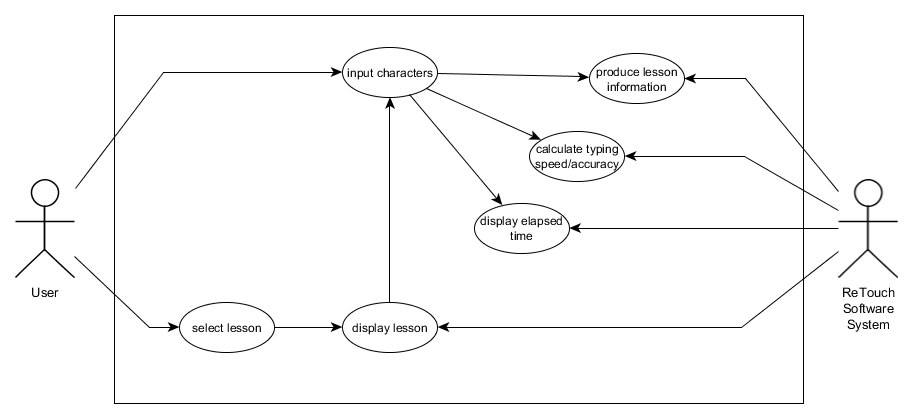 input characters
produce lesson
information
calculate typing
speed/accuracy
display elapsed
time
User
ReTouch
Software
System
select lesson
display lesson